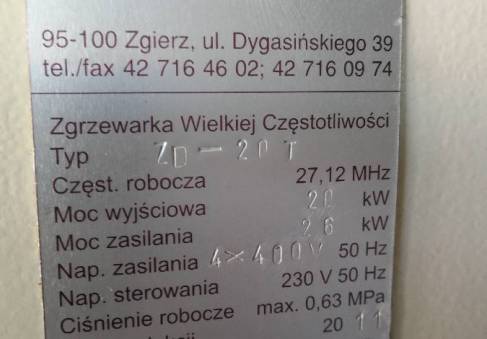 95-100 Zgierz, ul. Dygasińskiego 39
tel./fax 42 716 46 02; 42 716 09 74
Zgrzewarka Wielkiej Częstotliwości
Typ ZD-20T
Częst. robocza 27,12 MHz
Moc wyjściowa 20 kW
Moc zasilania 26 kW
Nap. zasilania 4×400V 50 Hz
Nap. sterowania 230 V 50 Hz
Ciśnienie robocze max. 0,63 MPa
2011